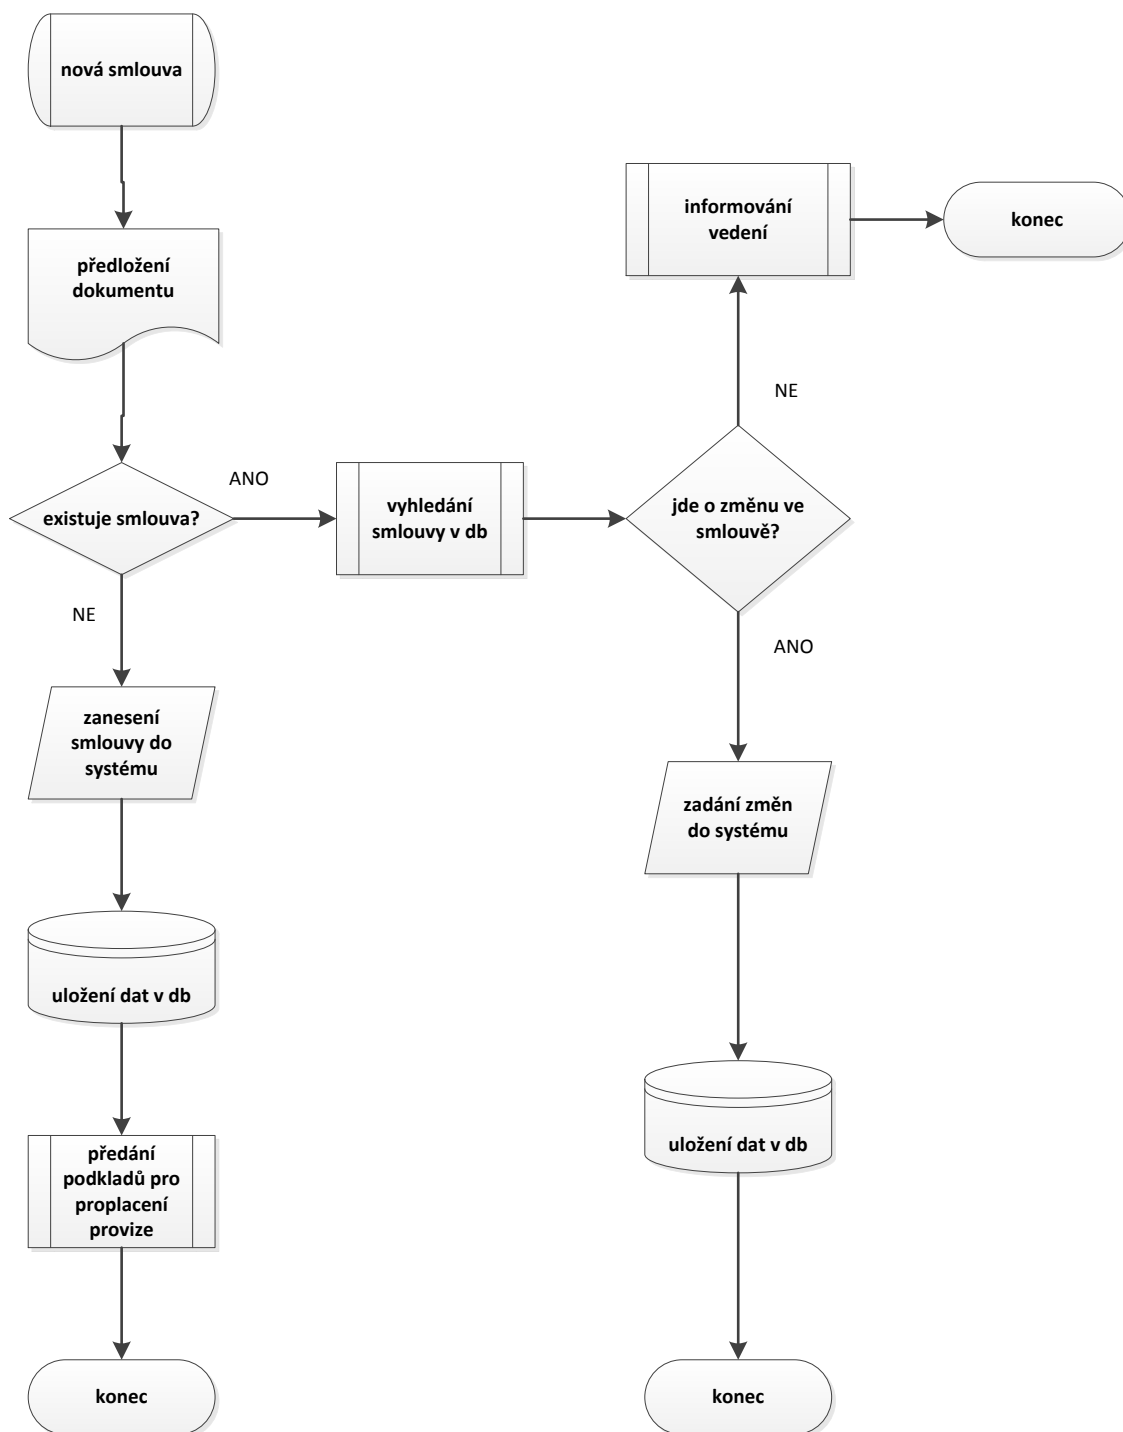 nová smlouva
předložení
dokumentu
existuje smlouva?
ANO
NE
vyhledání
smlouvy v db
jde o změnu ve
smlouvě?
NE
informování
vedení
konec
ANO
zadání změn
do systému
uložení dat v db
konec
zanesení
smlouvy do
systému
uložení dat v db
předání
podkladů pro
proplacení
provize
konec